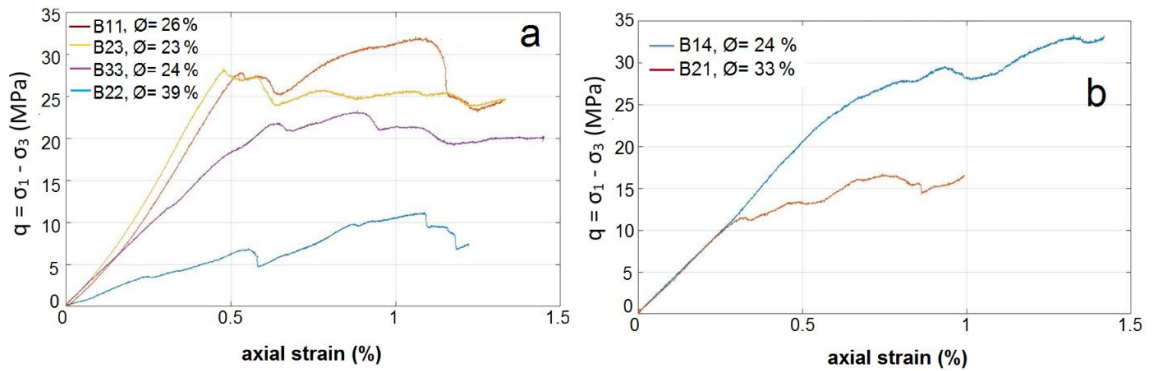 35
30
25
20
15
10
5
0
q = σ₁ - σ₃ (MPa)
B11, Ø= 26 %
B23, Ø= 23 %
B33, Ø= 24 %
B22, Ø= 39 %
a
0
0.5
1
1.5
axial strain (%)
35
30
25
20
15
10
5
0
q = σ₁ - σ₃ (MPa)
B14, Ø= 24 %
B21, Ø= 33 %
b
0
0.5
1
1.5
axial strain (%)